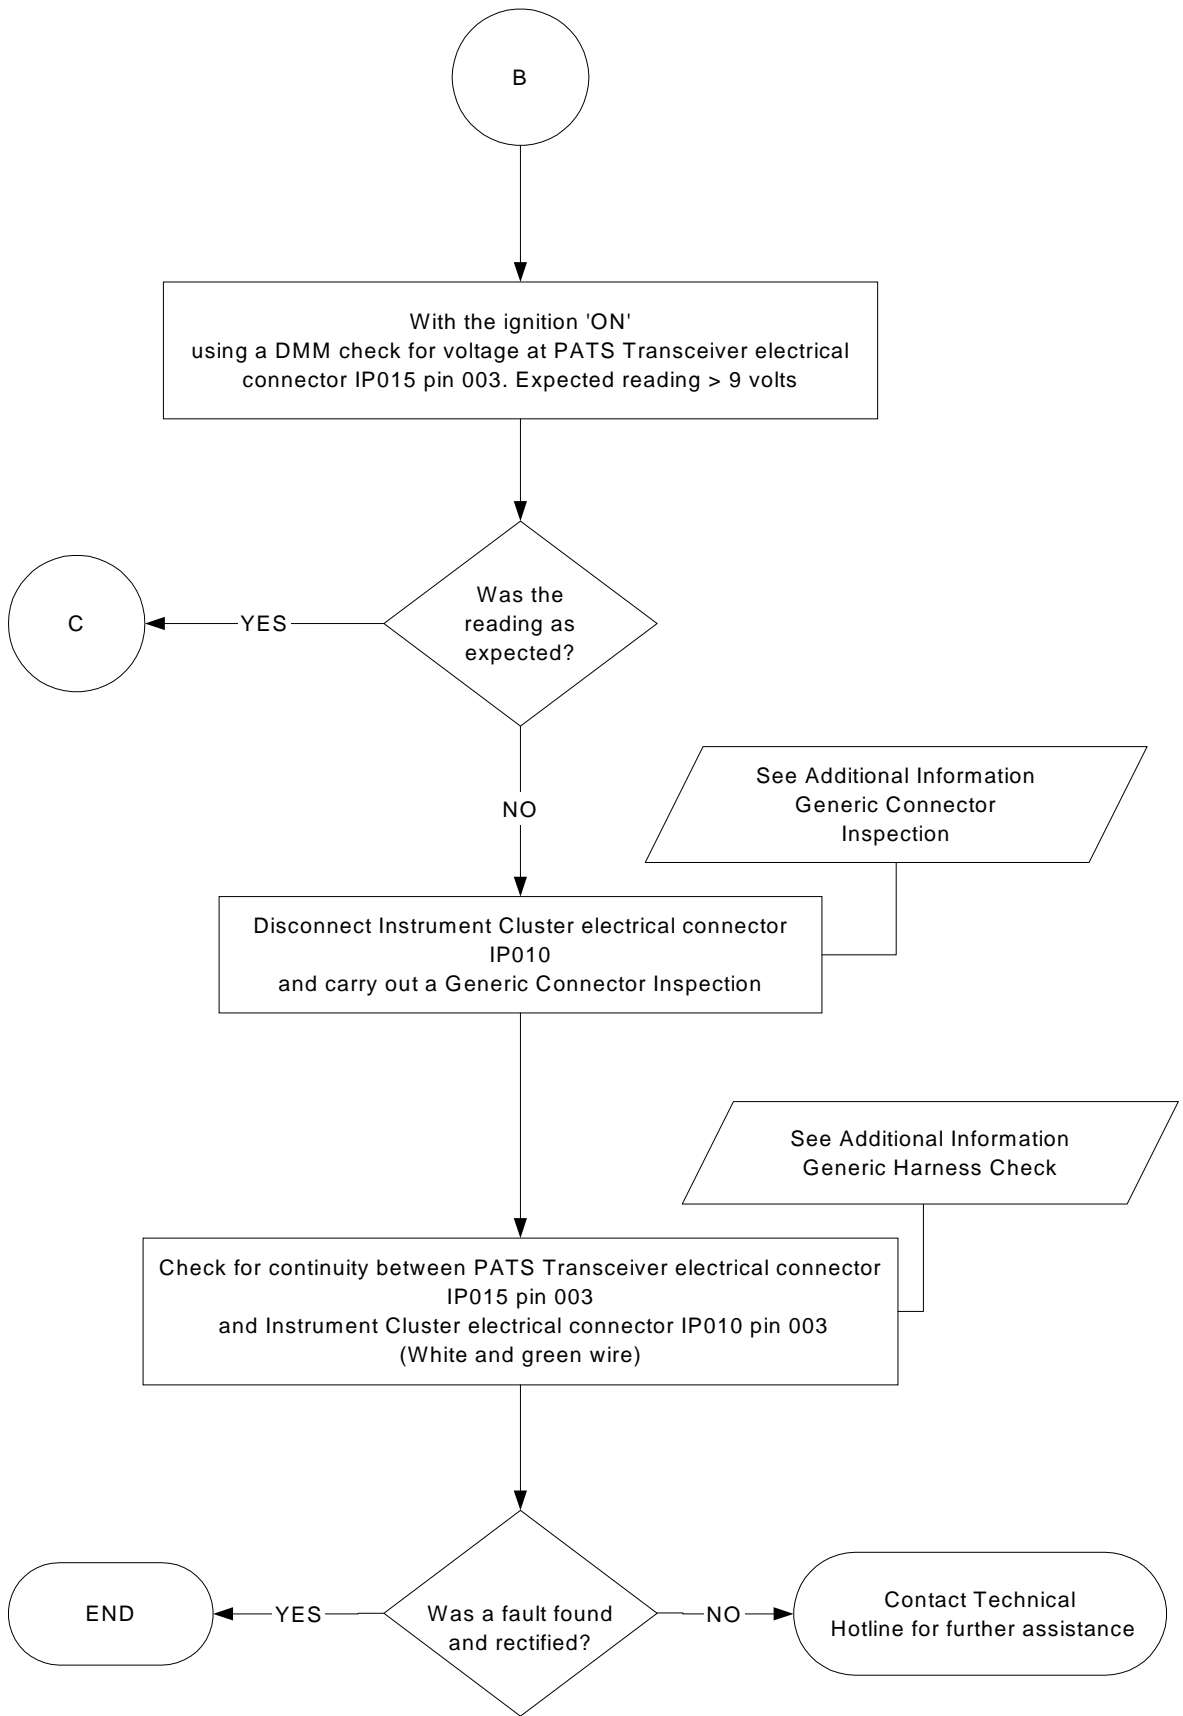 B
With the ignition 'ON'
using a DMM check for voltage at PATS Transceiver electrical
connector IP015 pin 003. Expected reading > 9 volts
Was the
reading as
expected?
YES
C
NO
See Additional Information
Generic Connector
Inspection
Disconnect Instrument Cluster electrical connector
IP010
and carry out a Generic Connector Inspection
See Additional Information
Generic Harness Check
Check for continuity between PATS Transceiver electrical connector
IP015 pin 003
and Instrument Cluster electrical connector IP010 pin 003
(White and green wire)
Was a fault found
and rectified?
YES
END
NO
Contact Technical
Hotline for further assistance